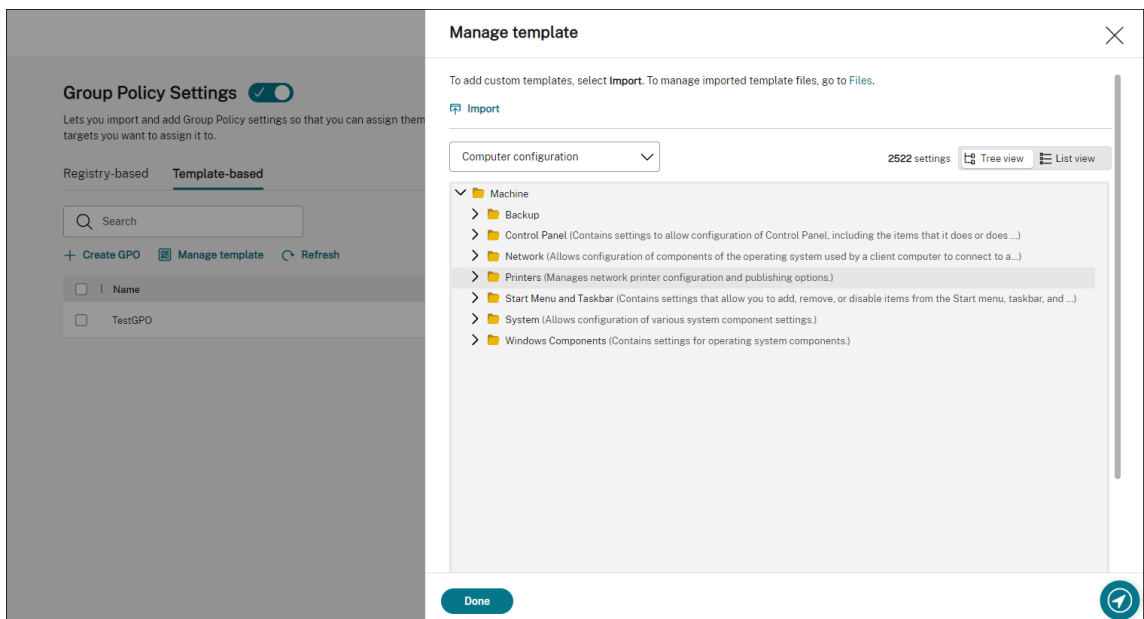 Manage template
To add custom templates, select Import. To manage imported template files, go to Files.
Import
Computer configuration
2522 settings
Tree view
List view
Machine
Backup
Control Panel (Contains settings to allow configuration of Control Panel, including the items that it does or does ...)
Network (Allows configuration of components of the operating system used by a client computer to connect to a...)
Printers (Manages network printer configuration and publishing options.)
Start Menu and Taskbar (Contains settings that allow you to add, remove, or disable items from the Start menu, taskbar, and ...)
System (Allows configuration of various system component settings.)
Windows Components (Contains settings for operating system components.)
Done
Group Policy Settings
Lets you import and add Group Policy settings so that you can assign them
targets you want to assign it to.
Registry-based
Template-based
Search
Create GPO
Manage template
Refresh
Name
TestGPO